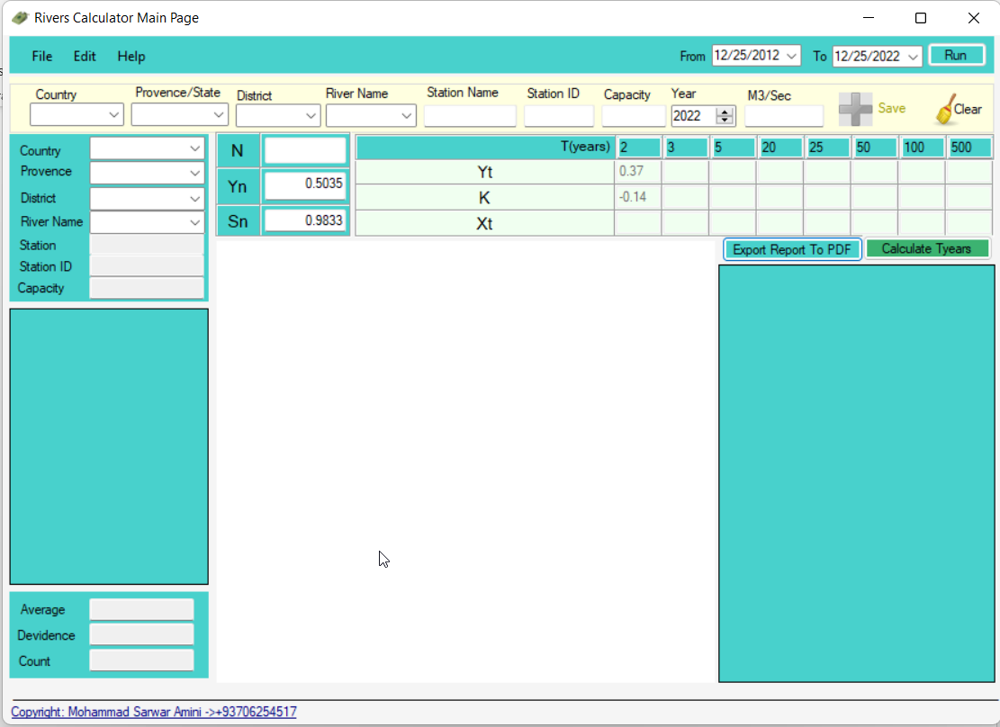 Rivers Calculator Main Page
File Edit Help From 12/25/2012 To 12/25/2022 Run
Country Provence/State District River Name Station Name Station ID Capacity Year M3/Sec
2022 Save Clear
Country
Provence
District
River Name
Station
Station ID
Capacity
N
Yn 0.5035
Sn 0.9833
T(years) 2 3 5 20 25 50 100 500
Yt 0.37
K -0.14
Xt
Export Report To PDF Calculate Tyears
Average
Devidence
Count
Copyright: Mohammad Sarwar Amini ->+93706254517